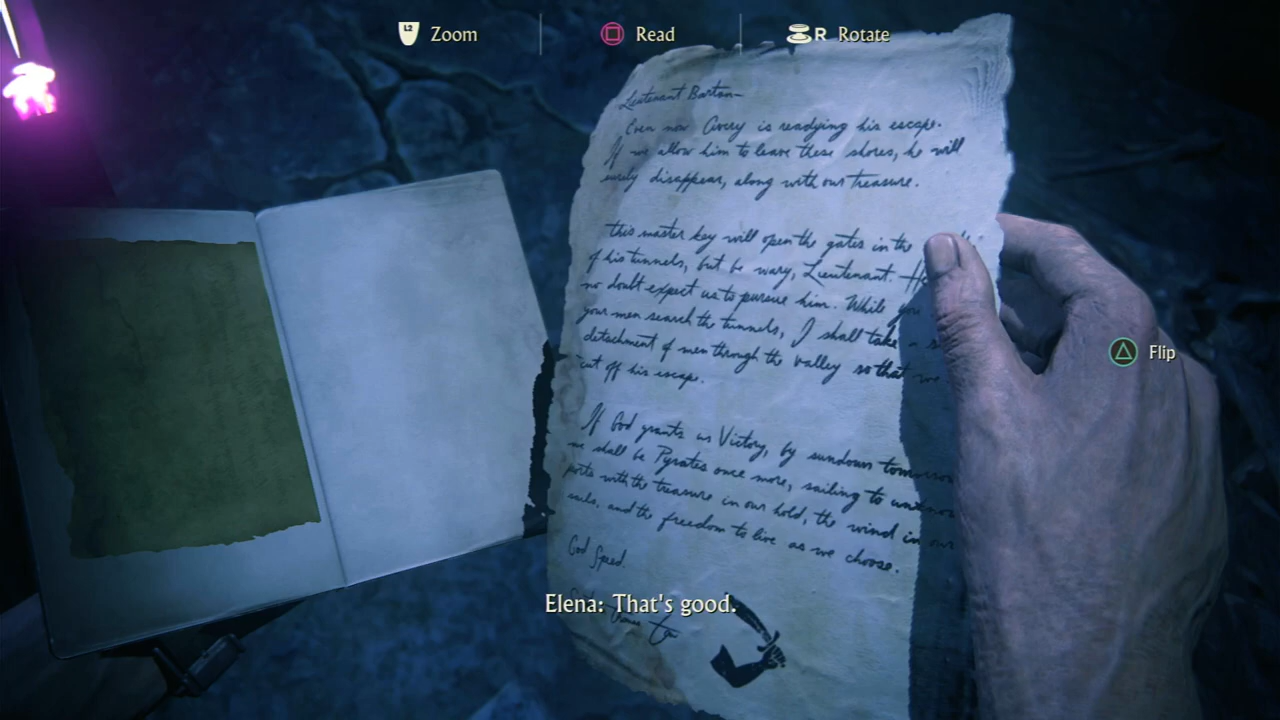 L2 Zoom
Read
R Rotate
Lieutenant Barton—
Even now Avery is readying his escape.
If we allow him to leave these shores, he will
surely disappear, along with our treasure.
this master key will open the gates in the
of his tunnels, but be wary, Lieutenant. He
no doubt expect us to pursue him. While you
your men search the tunnels, I shall take a
detachment of men through the valley so that we
cut off his escape.
Flip
If God grants us Victory, by sundown tomorrow
we shall be Pyrates once more, sailing to unknown
ports with the treasure in our hold, the wind in our
sails, and the freedom to live as we choose.
God Speed.
Elena: That's good.